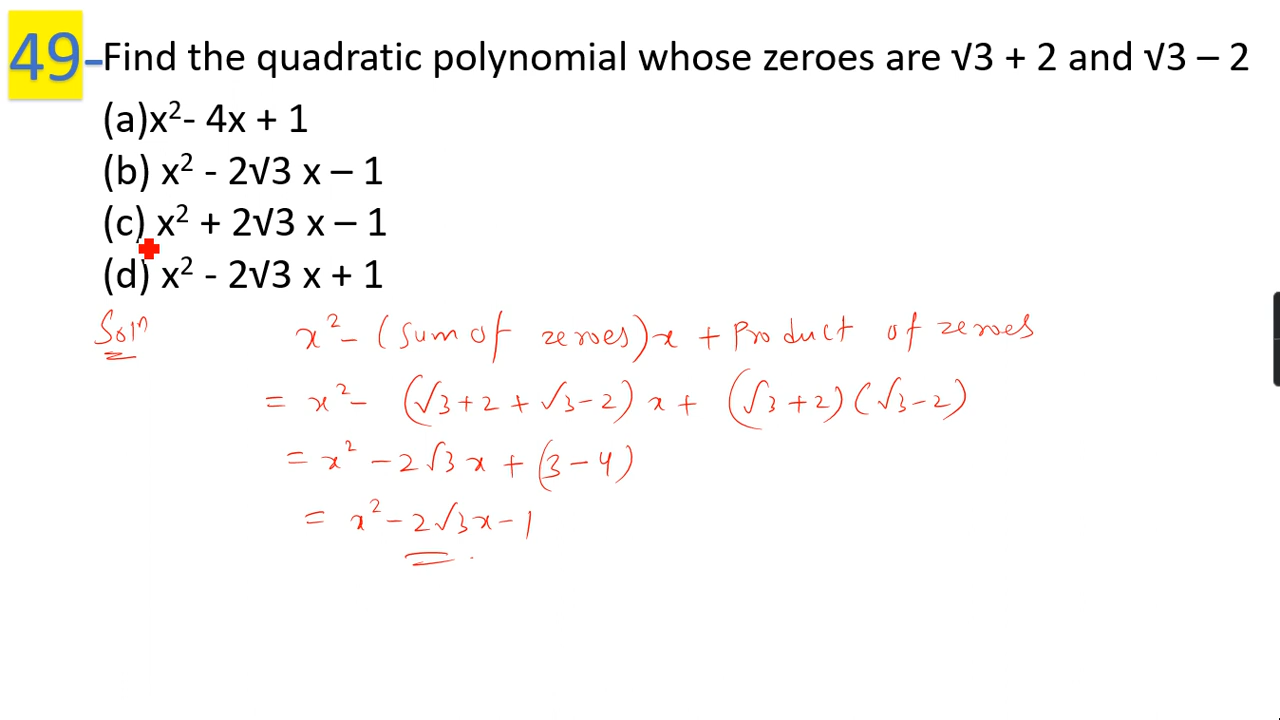 49-Find the quadratic polynomial whose zeroes are √3 + 2 and √3 – 2
(a)x²- 4x + 1
(b) x² - 2√3 x – 1
(c) x² + 2√3 x – 1
(d) x² - 2√3 x + 1
Soln x² - (sum of zeroes)x + Product of zeroes
= x² - (√3+2 + √3-2) x + (√3+2)(√3-2)
= x² - 2√3x + (3-4)
= x² - 2√3x - 1